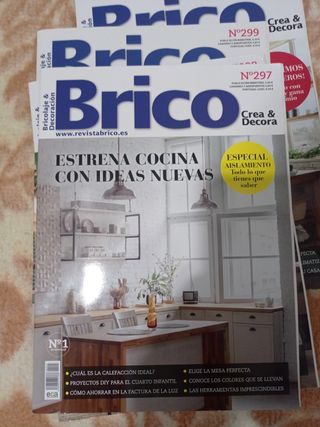 Brico
Crea &
Decora
Nº299
Brico
Nº297
Bricolaje &
Decoración
Brico
Crea &
Decora
www.revistabrico.es
ESTRENA COCINA
CON IDEAS NUEVAS
ESPECIAL
AISLAMIENTO
Todo lo que
tienes que
saber
Nº1
¿CUÁL ES LA CALEFACCIÓN IDEAL?
PROYECTOS DIY PARA EL CUARTO INFANTIL
CÓMO AHORRAR EN LA FACTURA DE LA LUZ
ELIGE LA MESA PERFECTA
CONOCE LOS COLORES QUE SE LLEVAN
LAS HERRAMIENTAS IMPRESCINDIBLES
eca